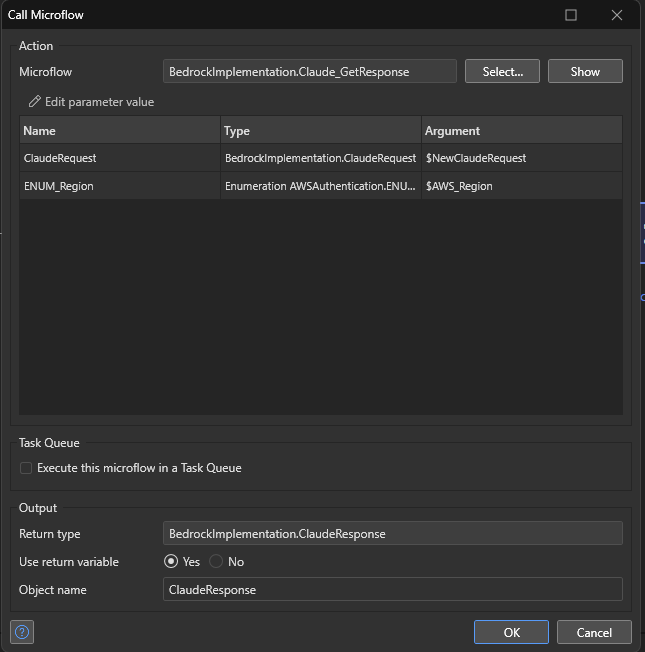 Call Microflow
Action
Microflow BedrockImplementation.Claude_GetResponse Select... Show
Edit parameter value
Name Type Argument
ClaudeRequest BedrockImplementation.ClaudeRequest $NewClaudeRequest
ENUM_Region Enumeration AWSAuthentication.ENU... $AWS_Region
Task Queue
Execute this microflow in a Task Queue
Output
Return type BedrockImplementation.ClaudeResponse
Use return variable Yes No
Object name ClaudeResponse
? OK Cancel